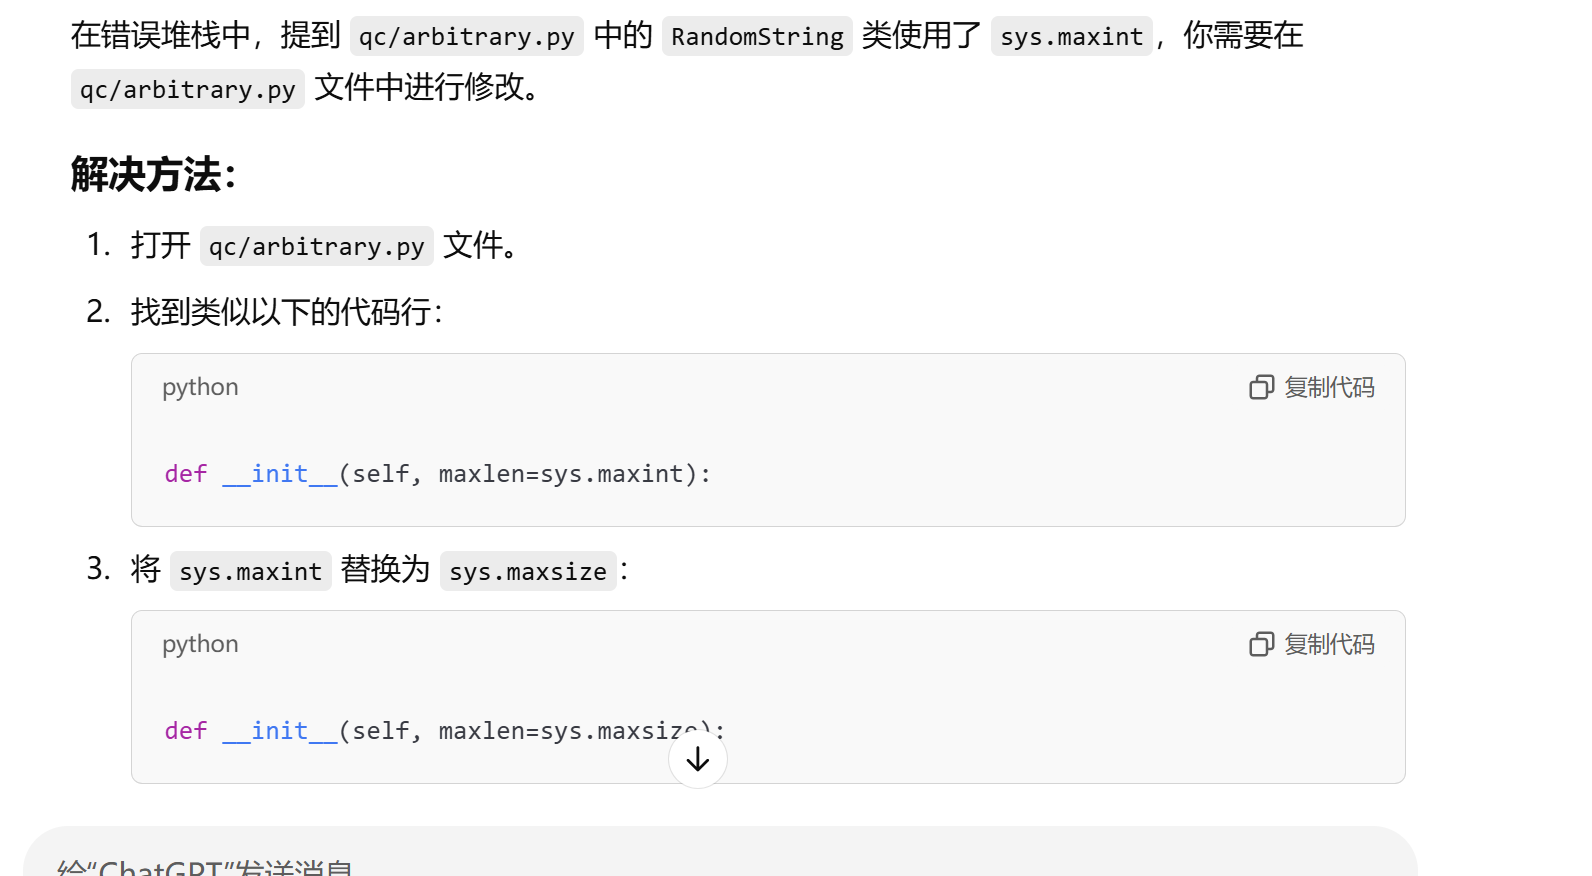 在错误堆栈中，提到 qc/arbitrary.py 中的 RandomString 类使用了 sys.maxint ，你需要在
qc/arbitrary.py 文件中进行修改。
解决方法：
1. 打开 qc/arbitrary.py 文件。
2. 找到类似以下的代码行：
python 复制代码
def __init__(self, maxlen=sys.maxint):
3. 将 sys.maxint 替换为 sys.maxsize ：
python 复制代码
def __init__(self, maxlen=sys.maxsize):
给“ChatGPT”发送消息